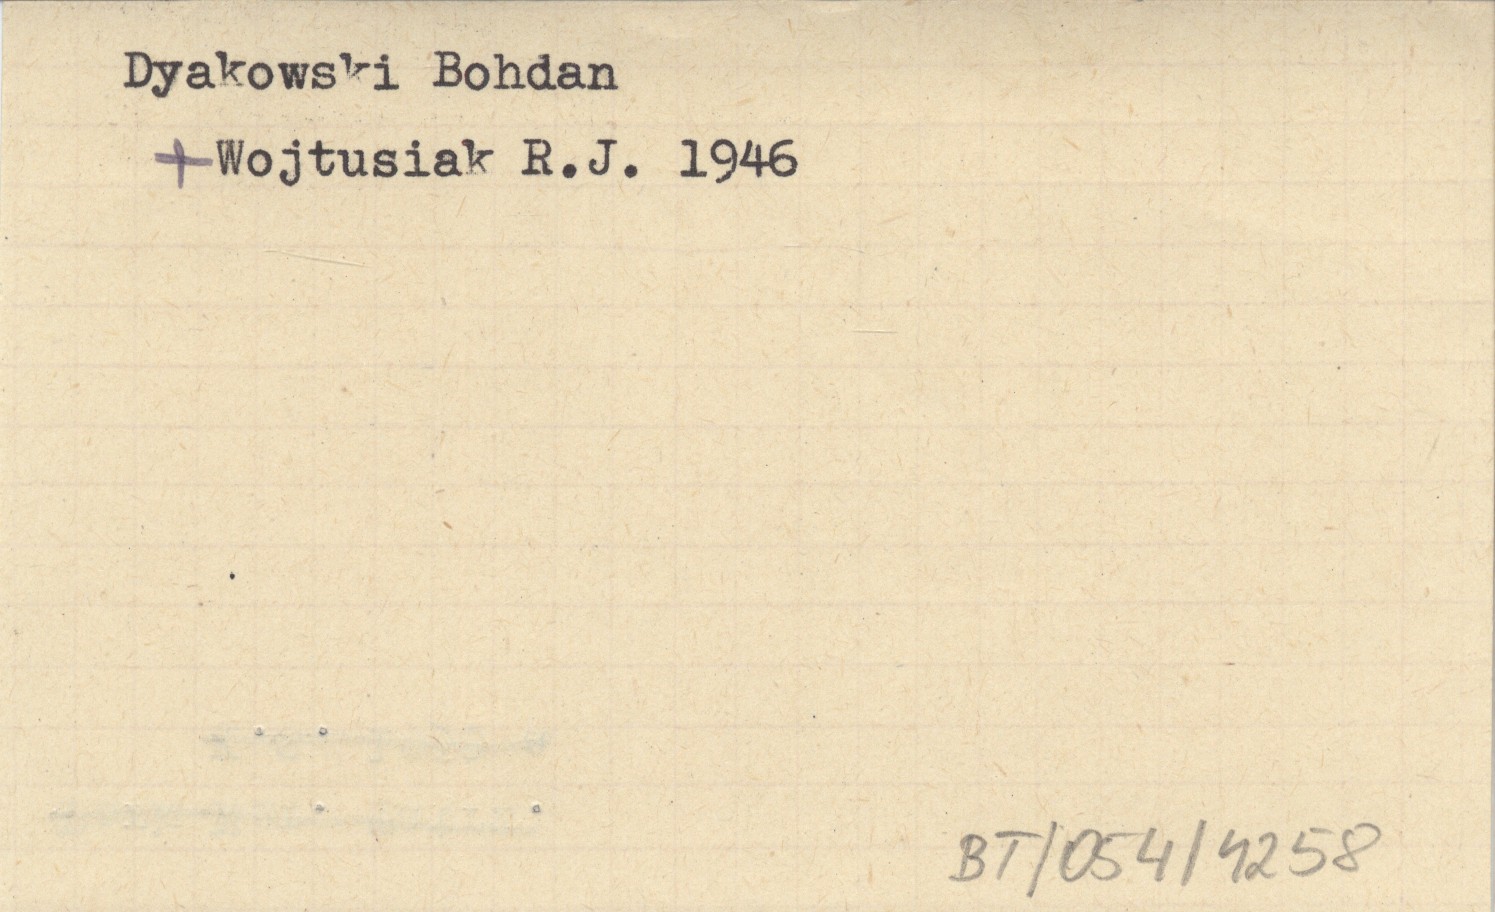 Dyakowski Bohdan
+ Wojtusiak R.J. 1946
BT/054/4258